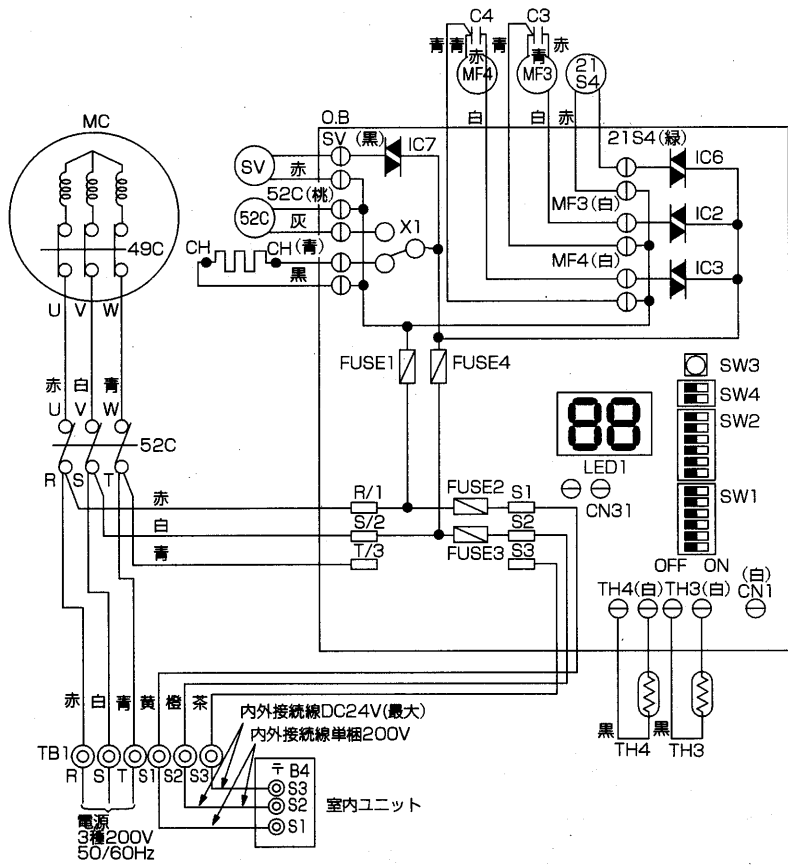 C4 C3
青 青 赤 青 青 赤
MF4 MF3 21 S4
白 白 赤
MC
O.B
SV (黒) IC7
SV
赤
52C(桃)
52C
灰
X1
CH CH (青)
黒
21S4(緑)
IC6
MF3(白)
IC2
MF4(白)
IC3
49C
U V W
FUSE1 FUSE4
赤 白 青
U V W
52C
R S T
SW3
SW4
SW2
LED1
CN31
SW1
OFF ON
赤 R/1 FUSE2 S1
白 S/2 FUSE3 S2
青 T/3 S3
TH4(白) TH3(白) (白) CN1
黒 TH4 黒 TH3
赤 白 青 黄 橙 茶
内外接続線DC24V(最大)
内外接続線単梱200V
TB1
R S T S1 S2 S3
〒 B4
S3
S2
S1
室内ユニット
電源
3種200V
50/60Hz